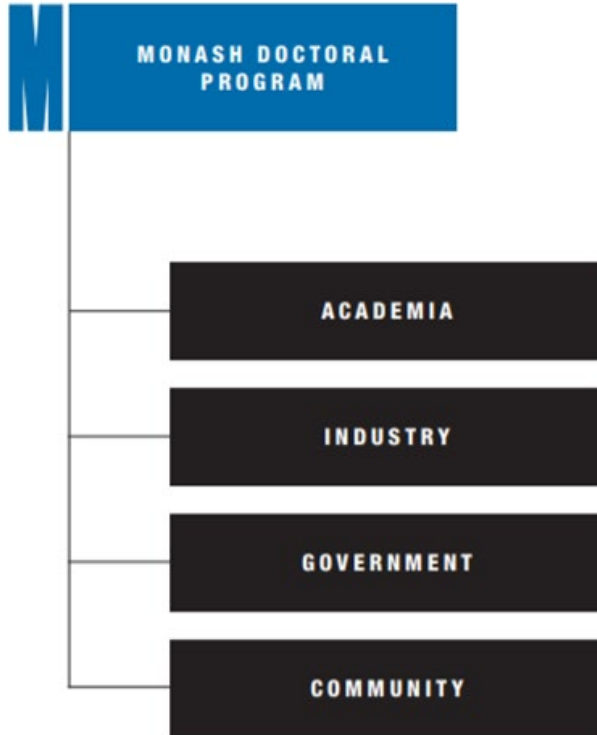 M
MONASH DOCTORAL
PROGRAM
ACADEMIA
INDUSTRY
GOVERNMENT
COMMUNITY